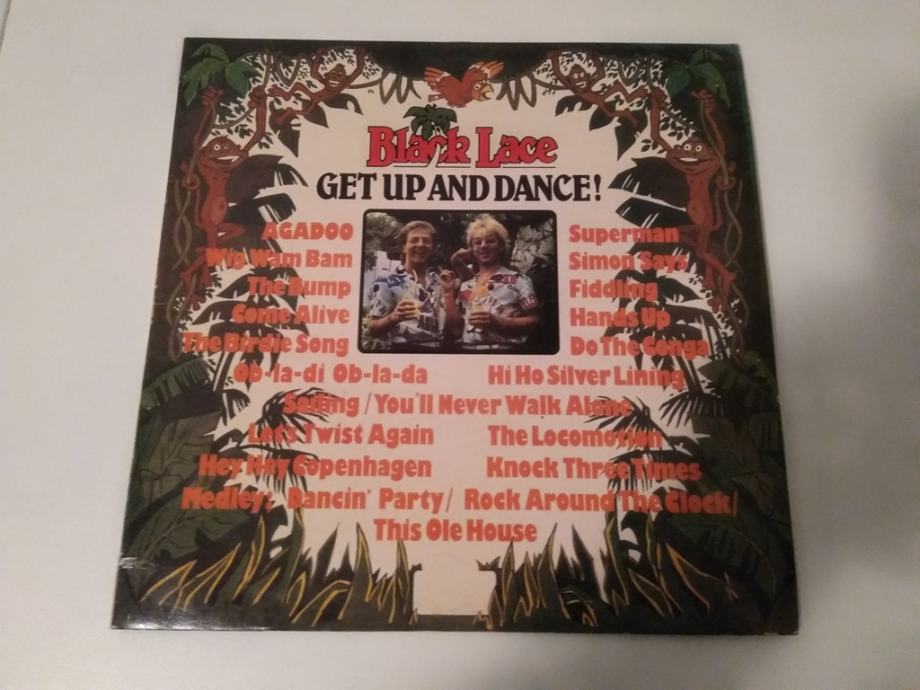 Black Lace
GET UP AND DANCE!
AGADOO
Wig Wam Bam
The Bump
Come Alive
The Birdie Song
Superman
Simon Says
Fiddling
Hands Up
Do The Conga
Ob-la-di Ob-la-da
Hi Ho Silver Lining
Sailing / You'll Never Walk Alone
Let's Twist Again
The Locomotion
Hey Hey Copenhagen
Knock Three Times
Medley: Dancin' Party / Rock Around The Clock /
This Ole House